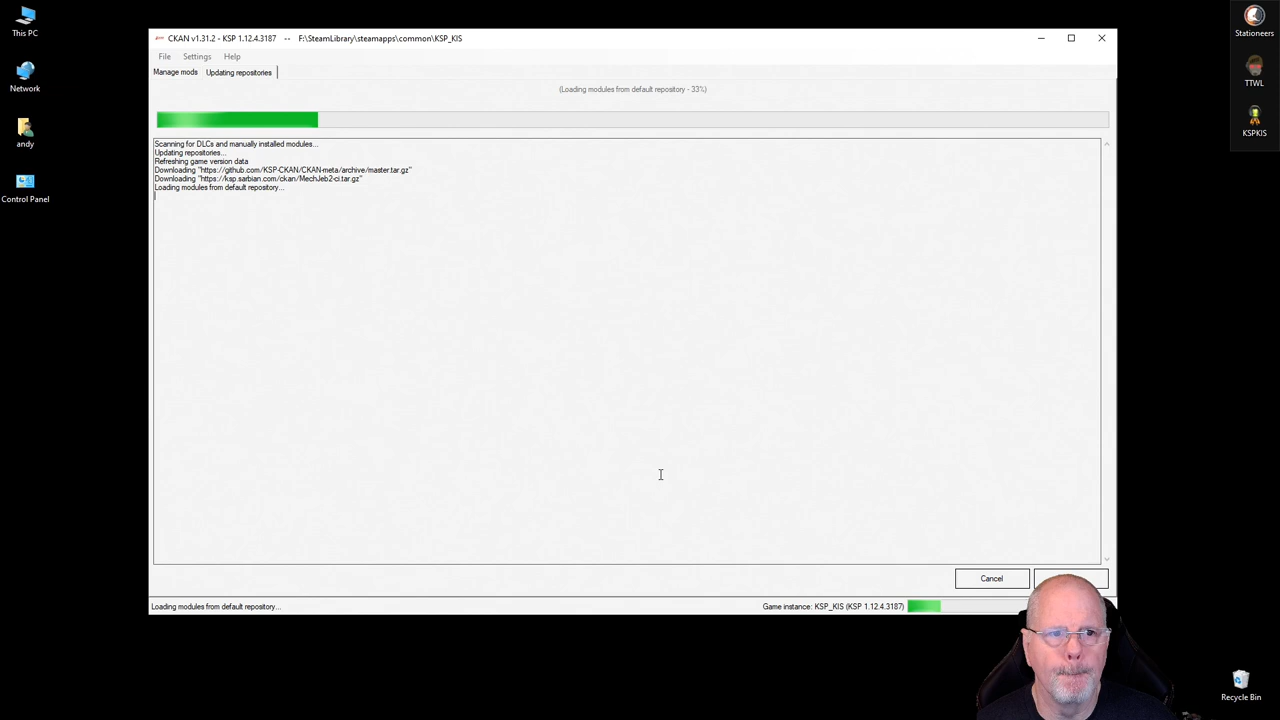 This PC
Network
andy
Control Panel
CKAN v1.31.2 - KSP 1.12.4.3187 -- F:\SteamLibrary\steamapps\common\KSP_KIS
File Settings Help
Manage mods Updating repositories
(Loading modules from default repository - 33%)
Scanning for DLCs and manually installed modules...
Updating repositories...
Refreshing game version data
Downloading "https://github.com/KSP-CKAN/CKAN-meta/archive/master.tar.gz"
Downloading "https://ksp.sarbian.com/ckan/MechJeb2-ci.tar.gz"
Loading modules from default repository...
Cancel
Loading modules from default repository...
Game instance: KSP_KIS (KSP 1.12.4.3187)
Stationeers
TTWL
KSPKIS
Recycle Bin